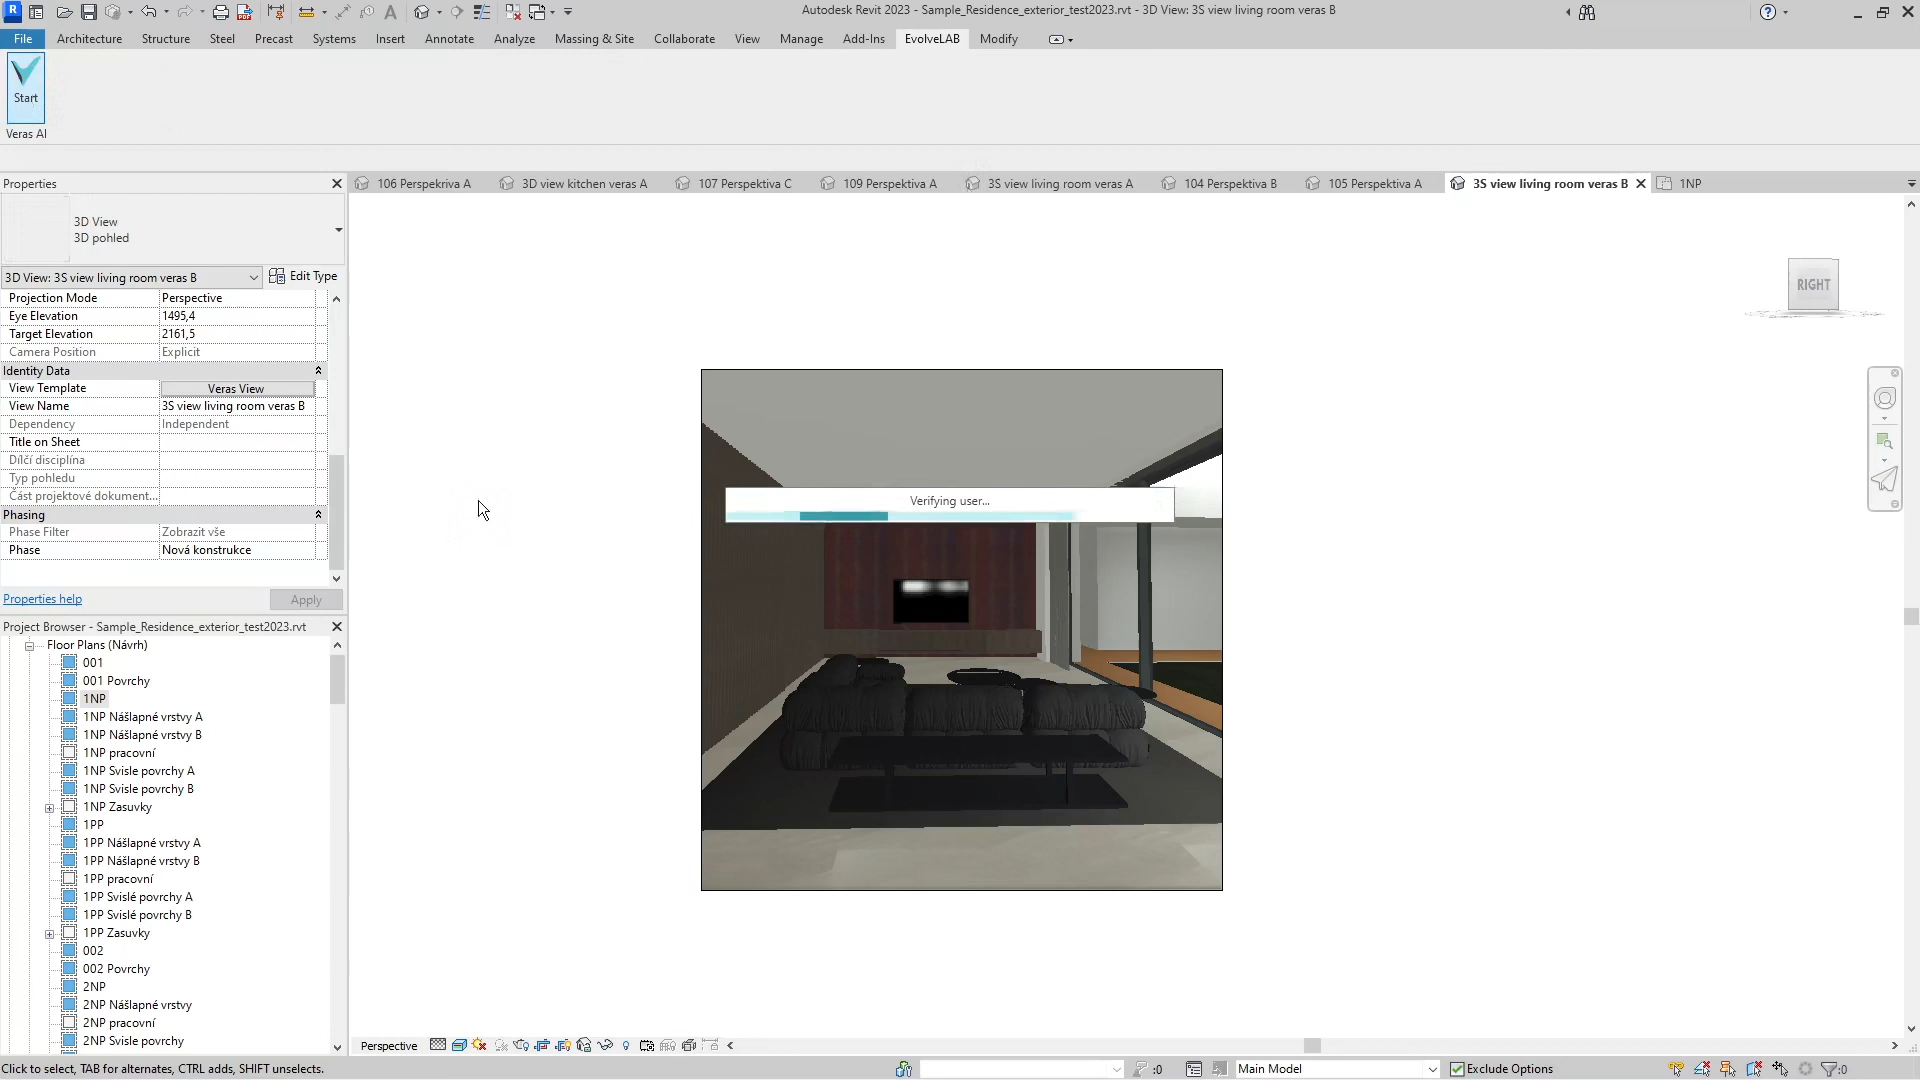 Autodesk Revit 2023 - Sample_Residence_exterior_test2023.rvt - 3D View: 3S view living room veras B
File Architecture Structure Steel Precast Systems Insert Annotate Analyze Massing & Site Collaborate View Manage Add-Ins EvolveLAB Modify
Start
Veras AI
Properties
106 Perspekriva A
3D view kitchen veras A
107 Perspektiva C
109 Perspektiva A
3S view living room veras A
104 Perspektiva B
105 Perspektiva A
3S view living room veras B
1NP
3D View
3D pohled
3D View: 3S view living room veras B
Edit Type
Projection Mode Perspective
Eye Elevation 1495,4
Target Elevation 2161,5
Camera Position Explicit
Identity Data
View Template Veras View
View Name 3S view living room veras B
Dependency Independent
Title on Sheet
Dílčí disciplína
Typ pohledu
Část projektové dokument...
Phasing
Phase Filter Zobrazit vše
Phase Nová konstrukce
Properties help
Apply
RIGHT
Verifying user...
Project Browser - Sample_Residence_exterior_test2023.rvt
Floor Plans (Návrh)
001
001 Povrchy
1NP
1NP Nášlapné vrstvy A
1NP Nášlapné vrstvy B
1NP pracovní
1NP Svisle povrchy A
1NP Svisle povrchy B
1NP Zasuvky
1PP
1PP Nášlapné vrstvy A
1PP Nášlapné vrstvy B
1PP pracovní
1PP Svislé povrchy A
1PP Svislé povrchy B
1PP Zasuvky
002
002 Povrchy
2NP
2NP Nášlapné vrstvy
2NP pracovní
2NP Svisle povrchy
Perspective
Click to select, TAB for alternates, CTRL adds, SHIFT unselects.
:0
Main Model
Exclude Options
:0